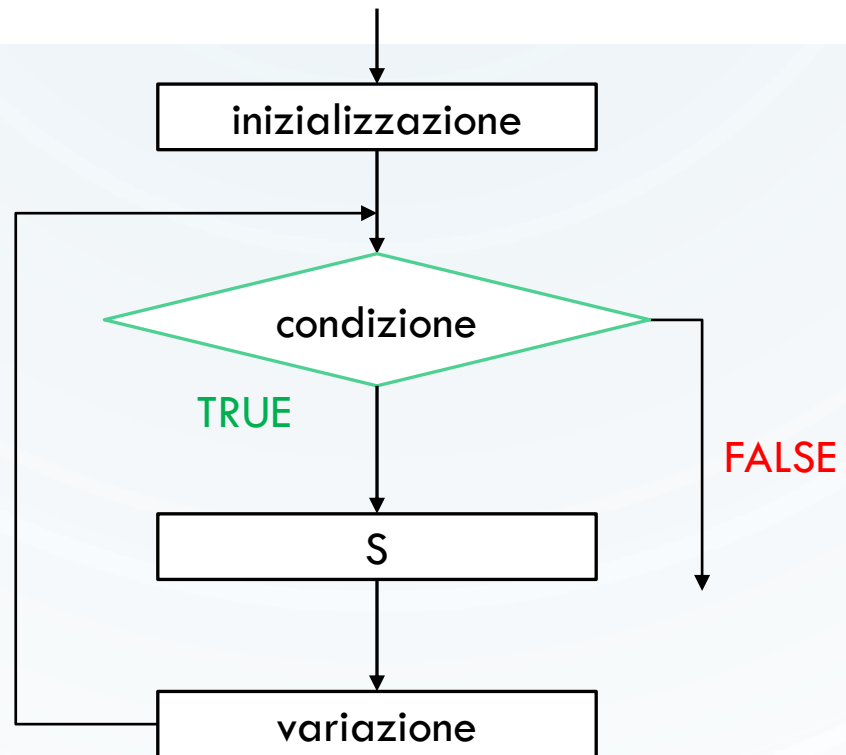 inizializzazione
condizione
TRUE
FALSE
S
variazione